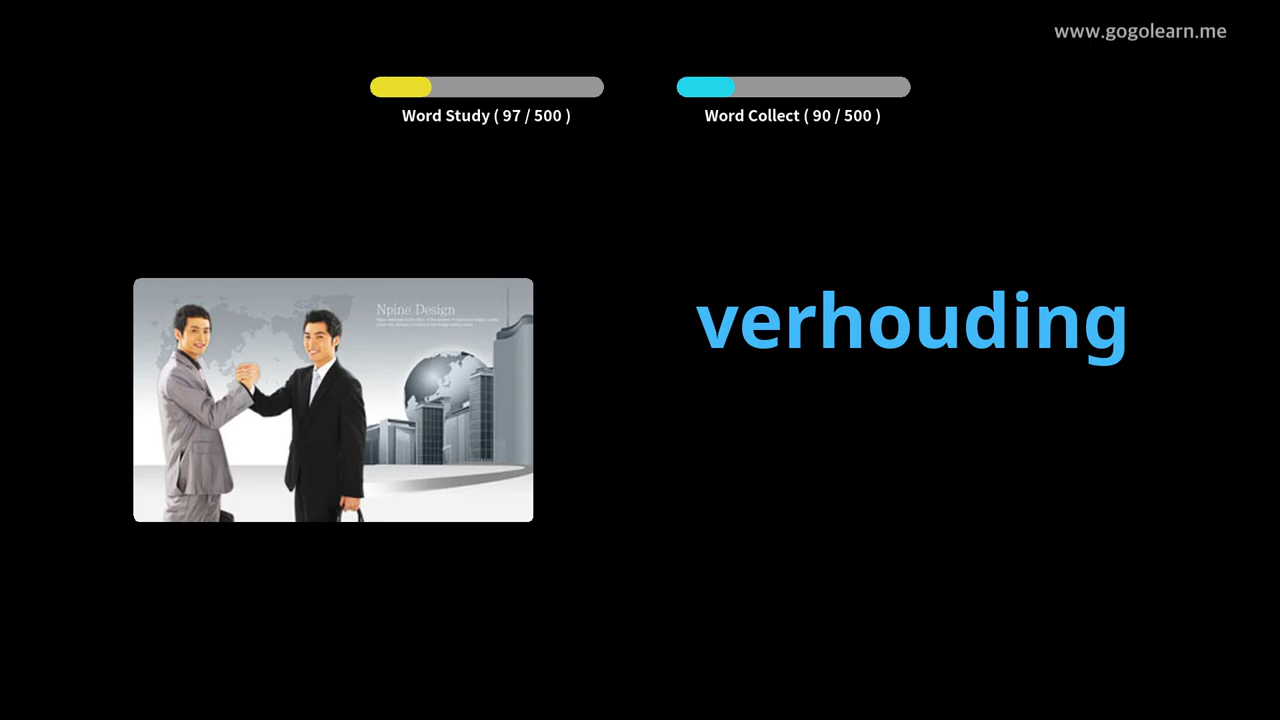 www.gogolearn.me
Word Study ( 97 / 500 )
Word Collect ( 90 / 500 )
Npine Design
verhouding